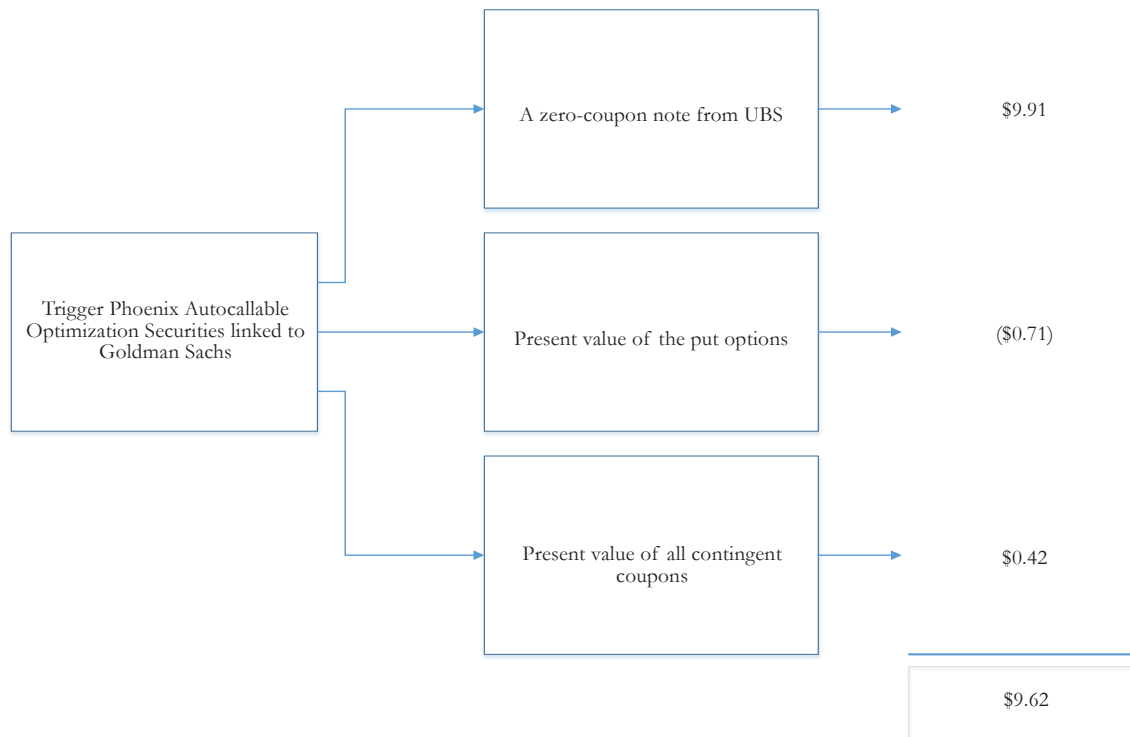 A zero-coupon note from UBS
$9.91
Trigger Phoenix Autocallable
Optimization Securities linked to
Goldman Sachs
Present value of the put options
($0.71)
Present value of all contingent
coupons
$0.42
$9.62